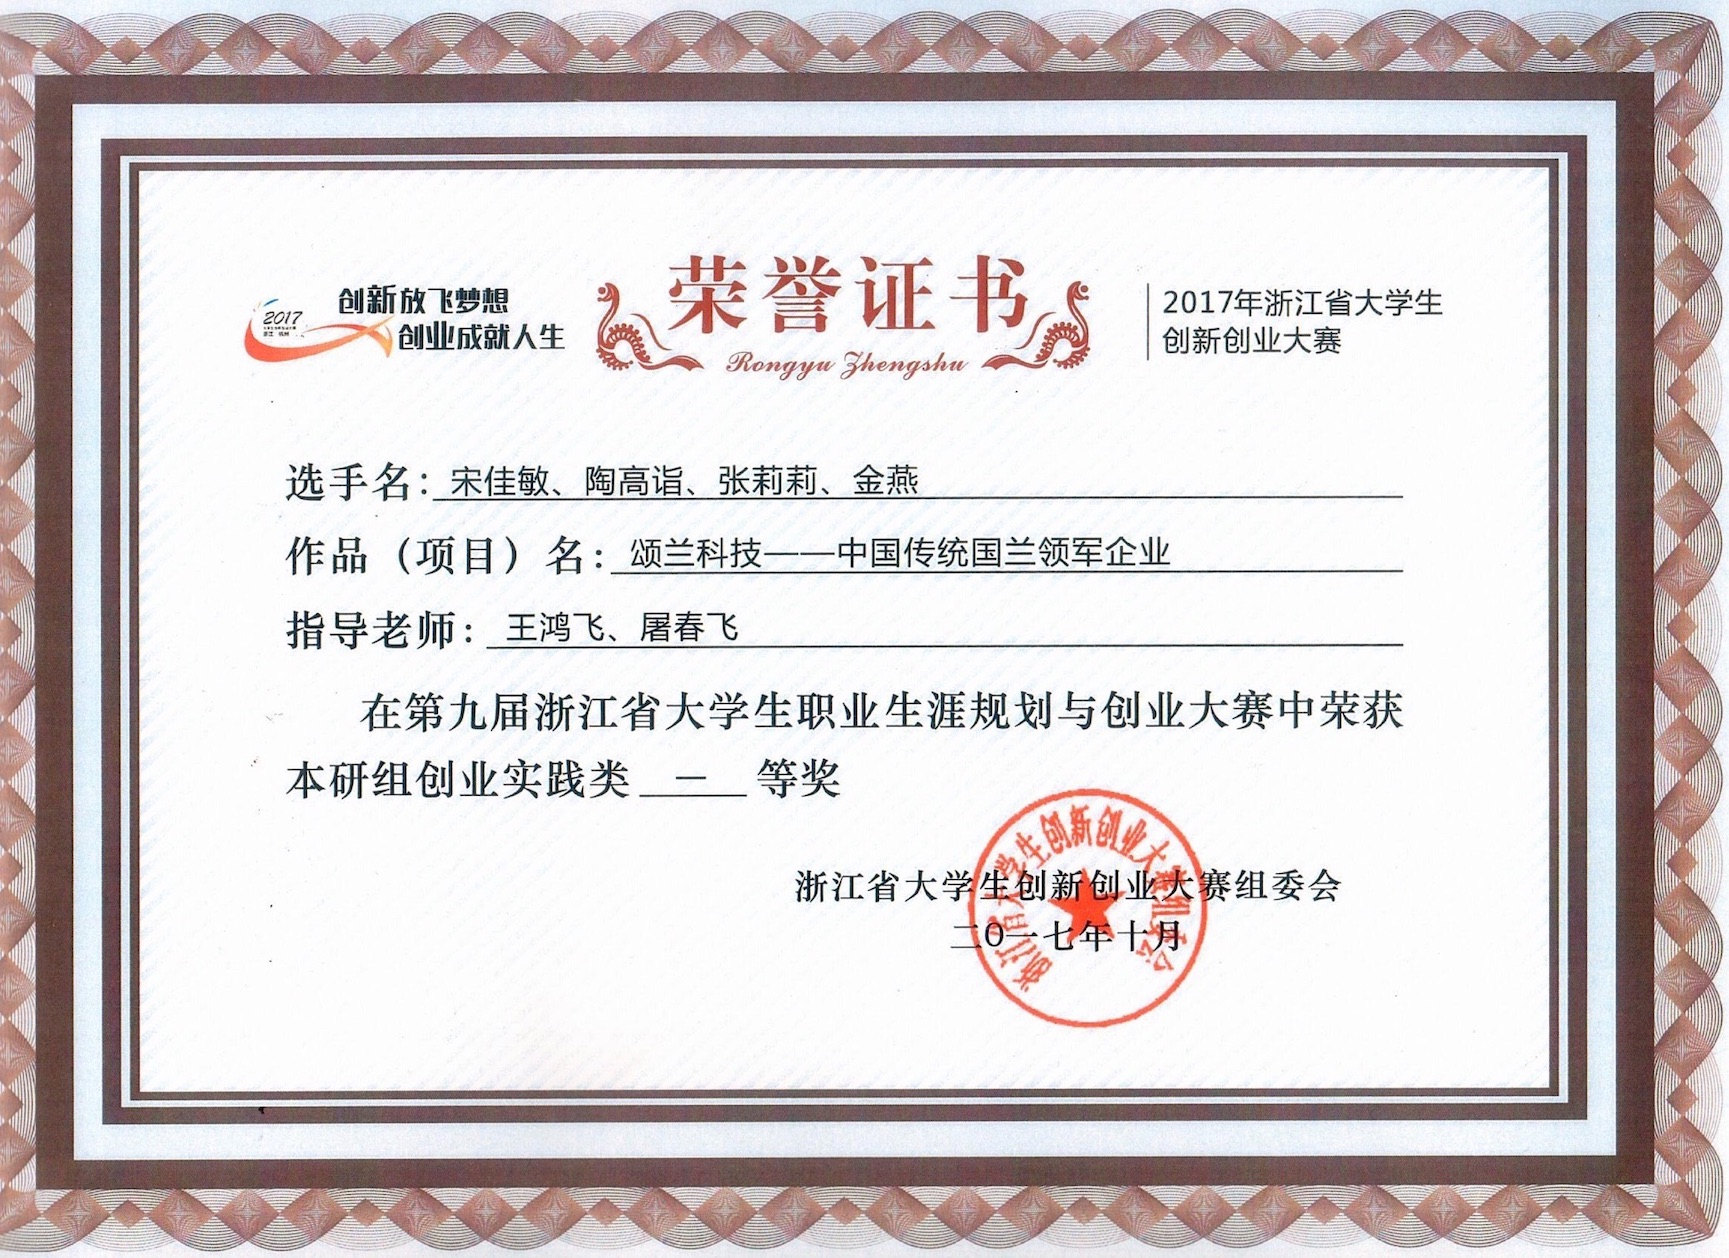 创新放飞梦想
2017
创业成就人生
荣誉证书
Rongyu Zhengshu
2017年浙江省大学生
创新创业大赛
选手名：宋佳敏、陶高诣、张莉莉、金燕
作品（项目）名：颂兰科技——中国传统国兰领军企业
指导老师：王鸿飞、屠春飞
在第九届浙江省大学生职业生涯规划与创业大赛中荣获
本研组创业实践类 一 等奖
浙江省大学生创新创业大赛组委会
二0一七年十月
浙江省大学生创新创业大赛组委会